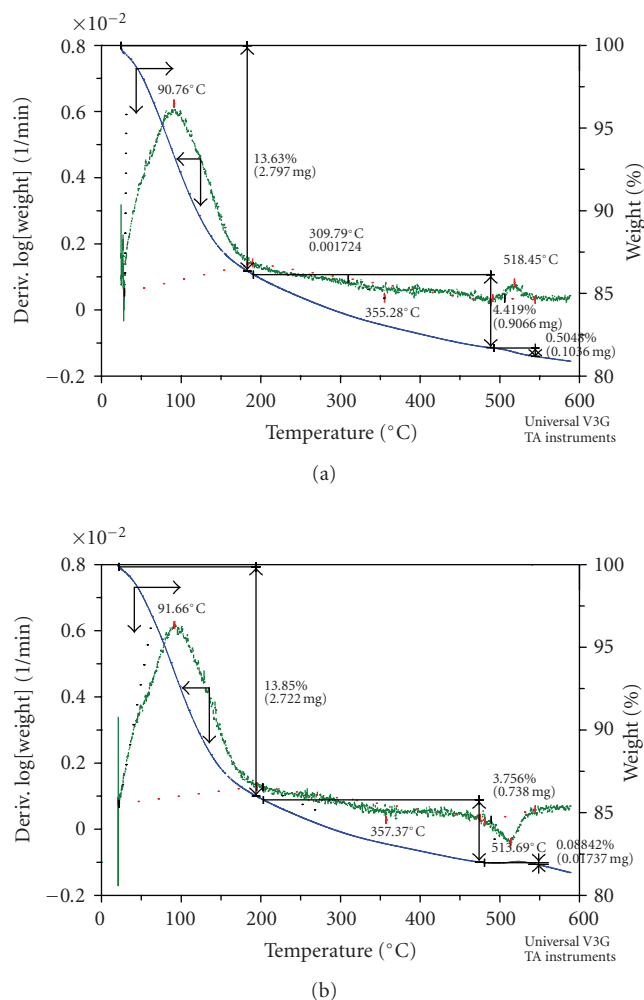 ×10⁻²
0.8
0.6
0.4
0.2
0
−0.2
Deriv. log[weight] (1/min)
100
95
90
85
80
Weight (%)
90.76°C
13.63%
(2.797 mg)
309.79°C
0.001724
518.45°C
355.28°C
4.419%
(0.9066 mg)
0.5048%
(0.1036 mg)
0 100 200 300 400 500 600
Temperature (°C)
Universal V3G
TA instruments
(a)
×10⁻²
0.8
0.6
0.4
0.2
0
−0.2
Deriv. log[weight] (1/min)
100
95
90
85
80
Weight (%)
91.66°C
13.85%
(2.722 mg)
3.756%
(0.738 mg)
357.37°C
513.69°C
0.08842%
(0.01737 mg)
0 100 200 300 400 500 600
Temperature (°C)
Universal V3G
TA instruments
(b)